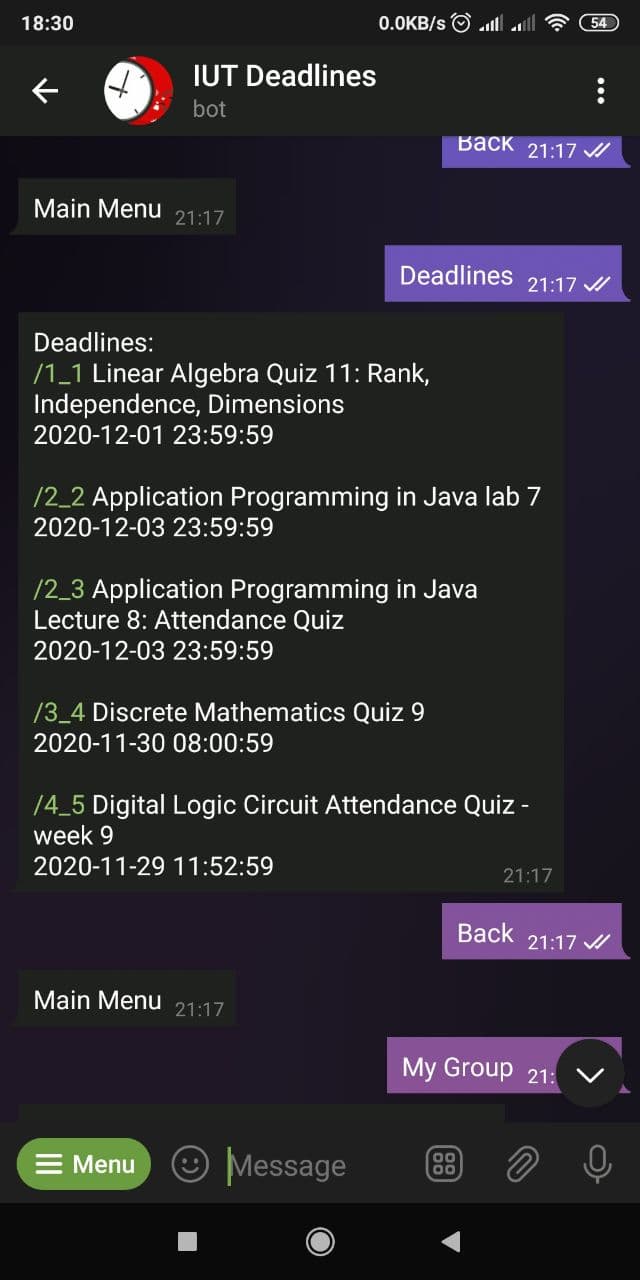 18:30
0.0KB/s
54
IUT Deadlines
bot
Back 21:17
Main Menu 21:17
Deadlines 21:17
Deadlines:
/1_1 Linear Algebra Quiz 11: Rank,
Independence, Dimensions
2020-12-01 23:59:59
/2_2 Application Programming in Java lab 7
2020-12-03 23:59:59
/2_3 Application Programming in Java
Lecture 8: Attendance Quiz
2020-12-03 23:59:59
/3_4 Discrete Mathematics Quiz 9
2020-11-30 08:00:59
/4_5 Digital Logic Circuit Attendance Quiz -
week 9
2020-11-29 11:52:59
21:17
Back 21:17
Main Menu 21:17
My Group 21:
Menu
Message